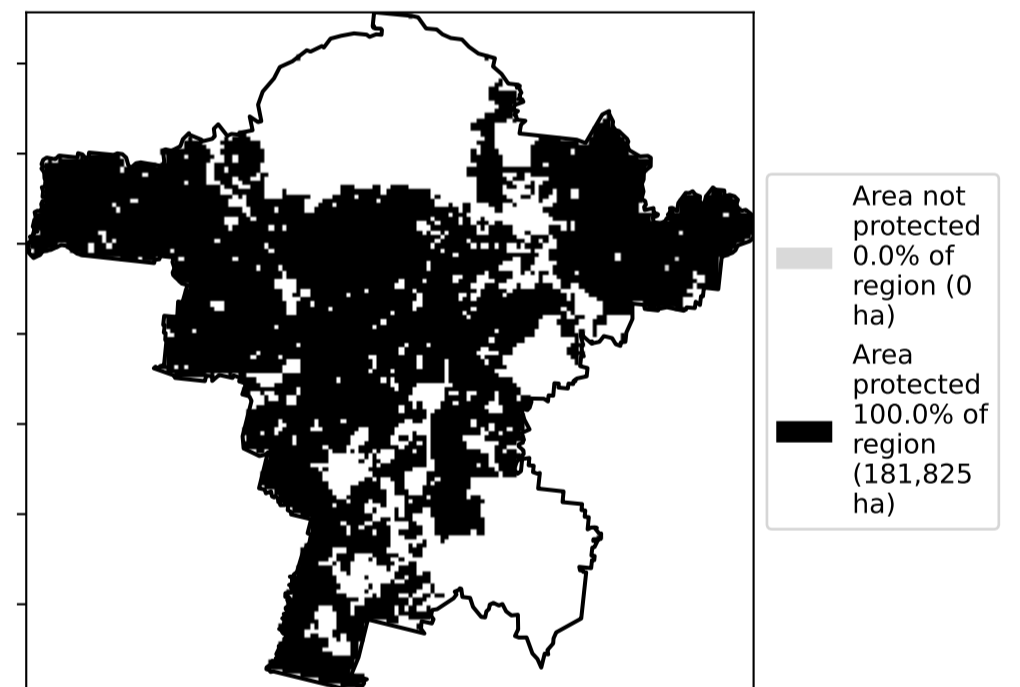 Area not
protected
0.0% of
region (0
ha)
Area
protected
100.0% of
region
(181,825
ha)